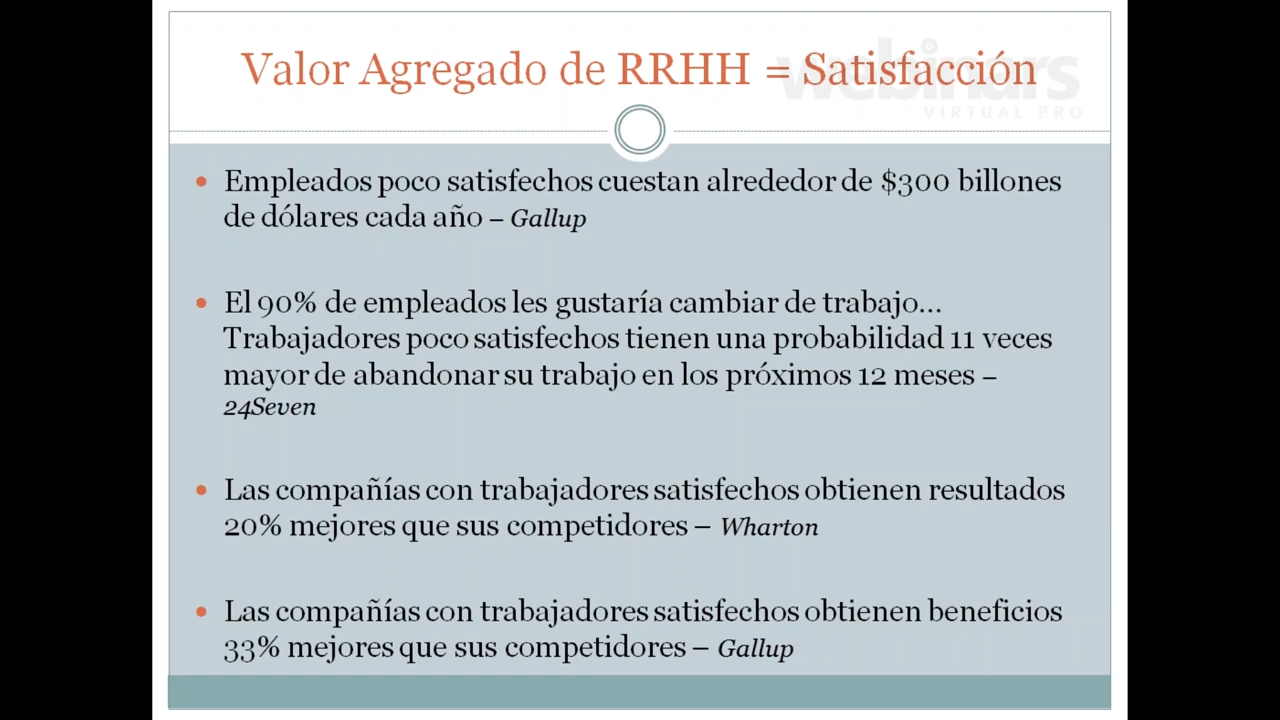 Valor Agregado de RRHH = Satisfacción
webinars
VIRTUAL PRO
• Empleados poco satisfechos cuestan alrededor de $300 billones
de dólares cada año – Gallup
• El 90% de empleados les gustaría cambiar de trabajo...
Trabajadores poco satisfechos tienen una probabilidad 11 veces
mayor de abandonar su trabajo en los próximos 12 meses –
24Seven
• Las compañías con trabajadores satisfechos obtienen resultados
20% mejores que sus competidores – Wharton
• Las compañías con trabajadores satisfechos obtienen beneficios
33% mejores que sus competidores – Gallup